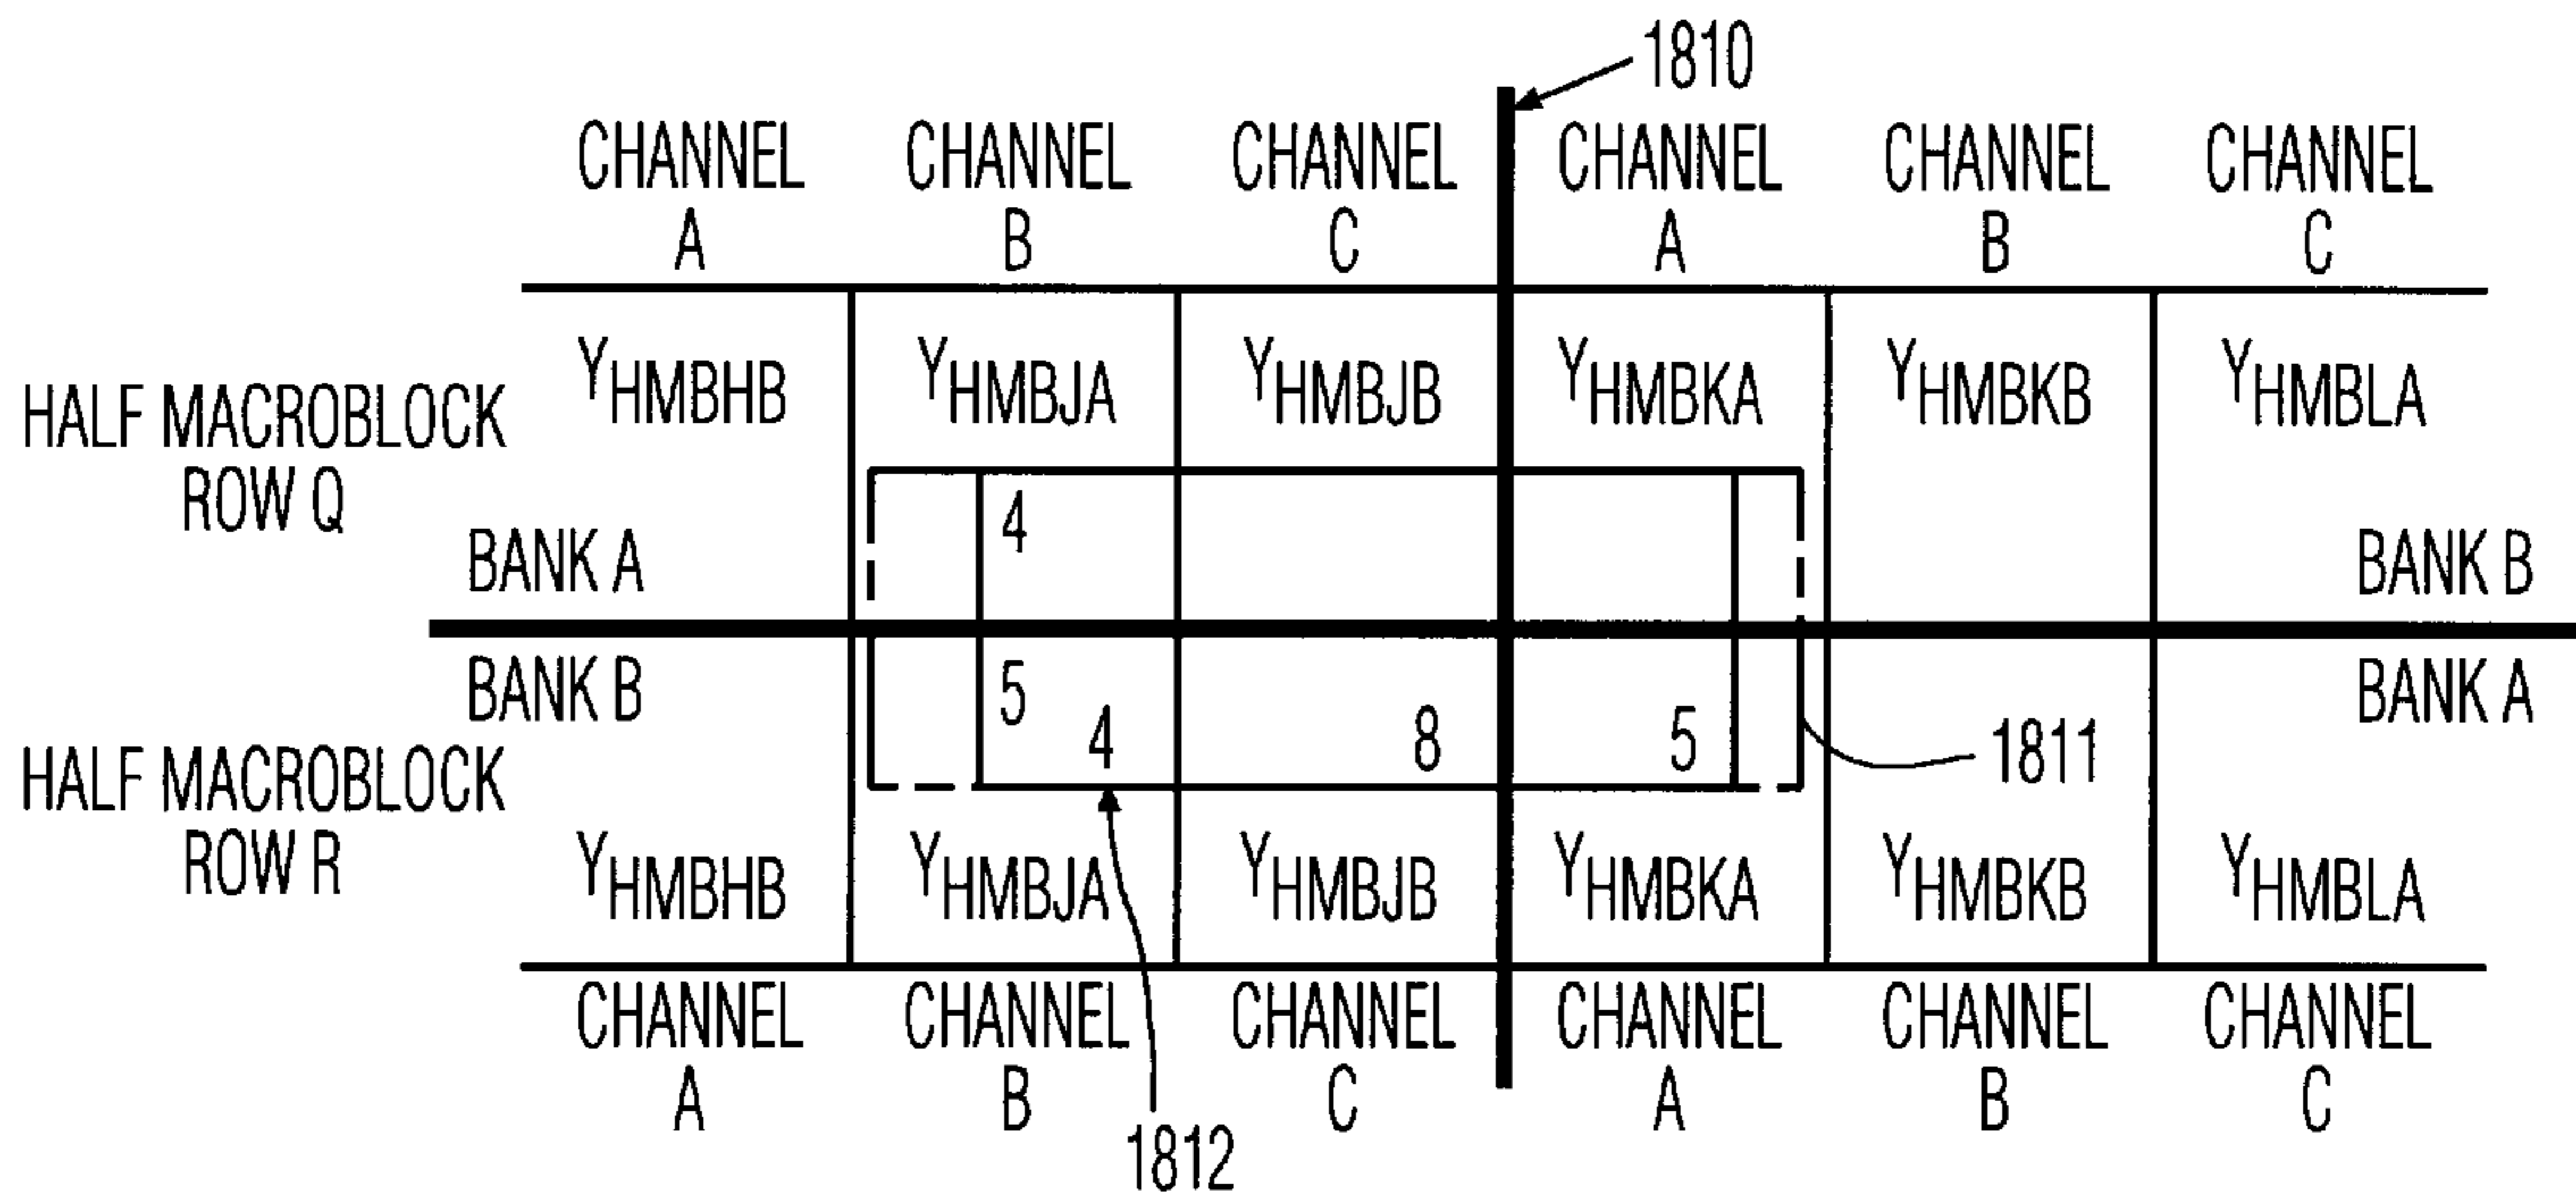 1810
CHANNEL A CHANNEL B CHANNEL C CHANNEL A CHANNEL B CHANNEL C
HALF MACROBLOCK ROW Q
YHMBHB YHMBJA YHMBJB YHMBKA YHMBKB YHMBLA
4
BANK A BANK B
BANK B BANK A
5 4 8 5
1811
HALF MACROBLOCK ROW R
YHMBHB YHMBJA YHMBJB YHMBKA YHMBKB YHMBLA
CHANNEL A CHANNEL B CHANNEL C CHANNEL A CHANNEL B CHANNEL C
1812